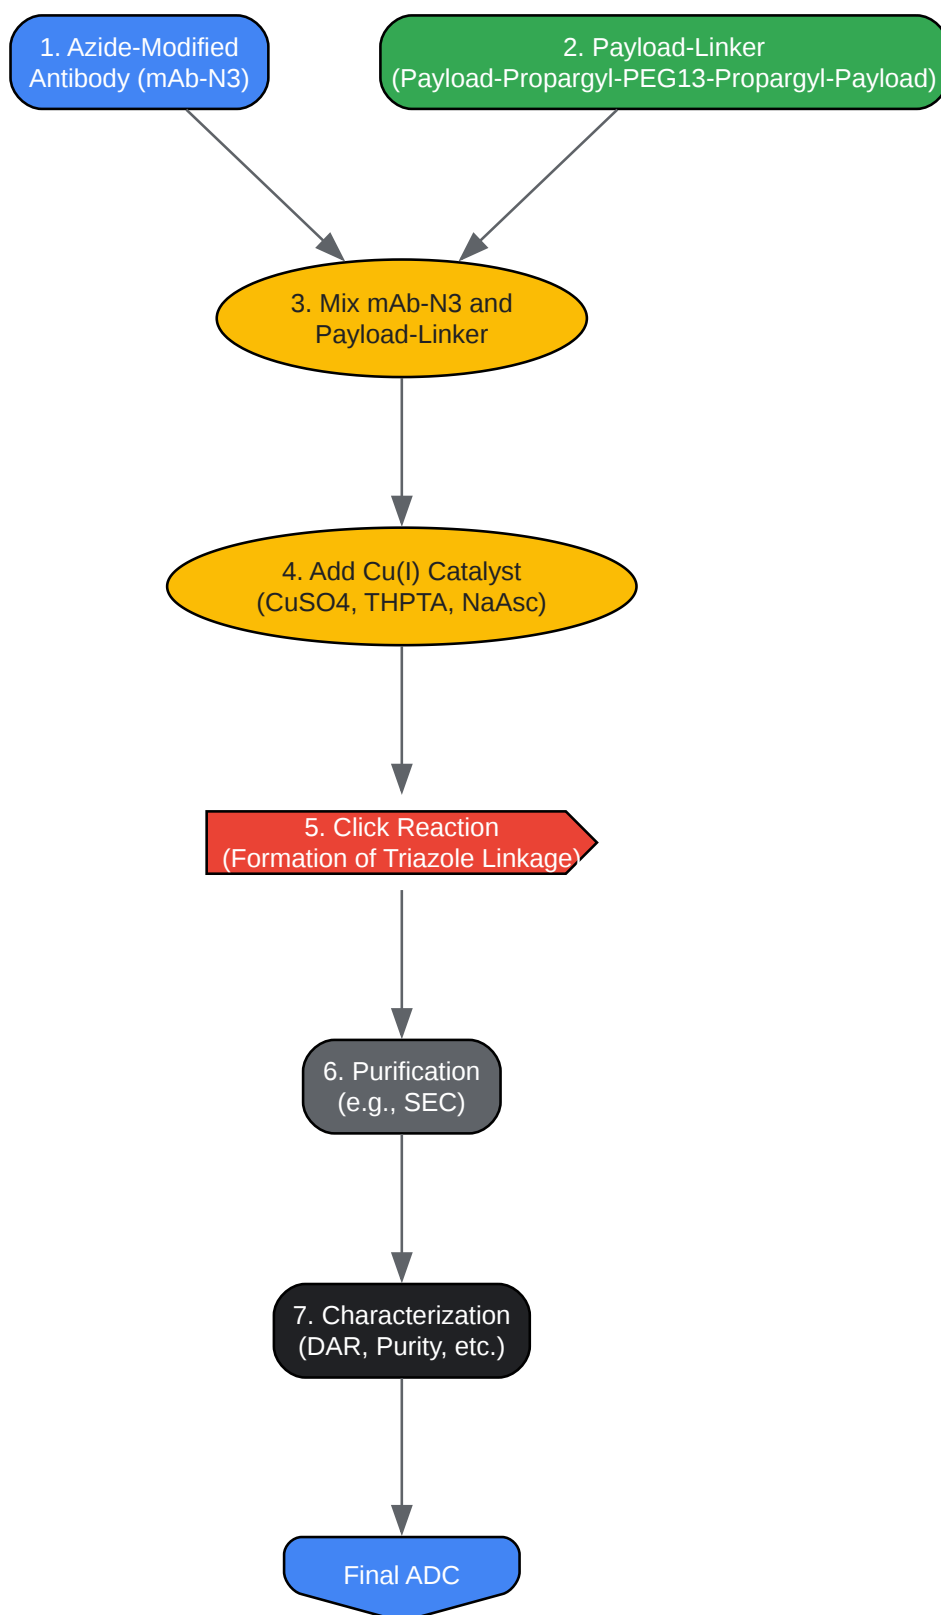 1. Azide-Modified
Antibody (mAb-N3)
2. Payload-Linker
(Payload-Propargyl-PEG13-Propargyl-Payload)
3. Mix mAb-N3 and
Payload-Linker
4. Add Cu(I) Catalyst
(CuSO4, THPTA, NaAsc)
5. Click Reaction
(Formation of Triazole Linkage)
6. Purification
(e.g., SEC)
7. Characterization
(DAR, Purity, etc.)
Final ADC